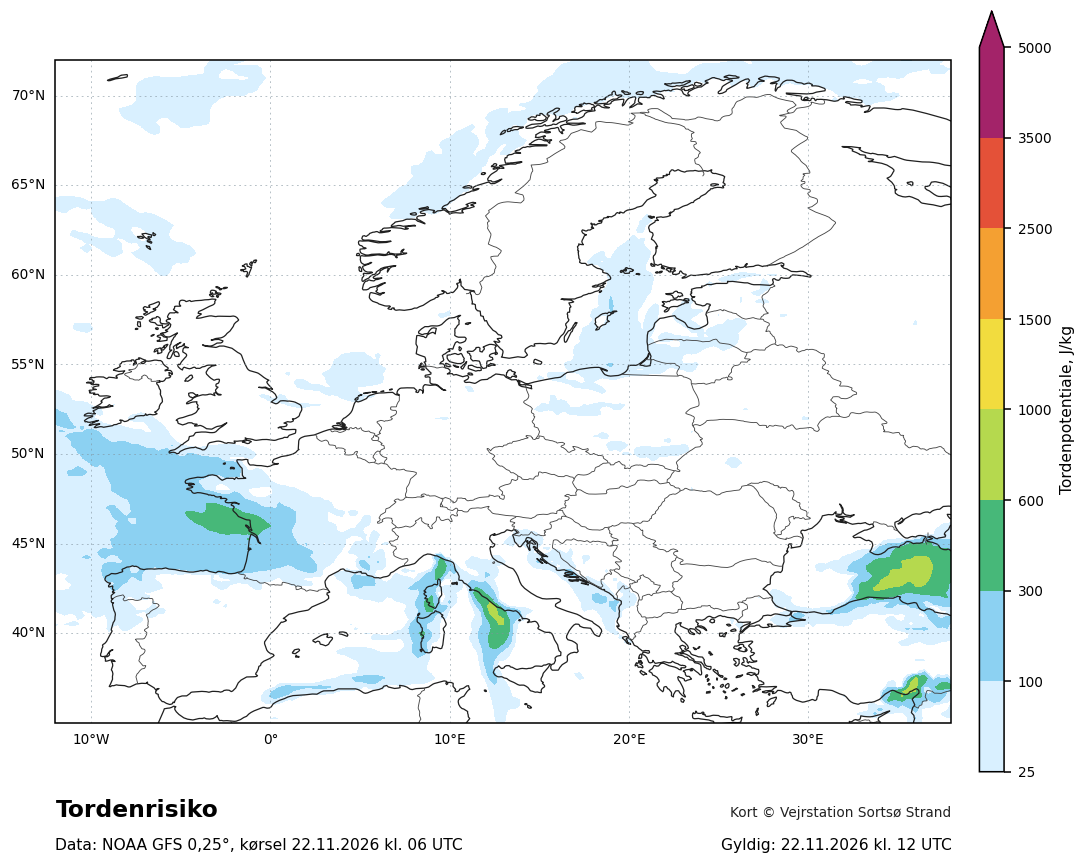 5000
3500
2500
1500
1000
600
300
100
25
Tordenpotentiale, J/kg
70°N
65°N
60°N
55°N
50°N
45°N
40°N
10°W
0°
10°E
20°E
30°E
Tordenrisiko
Kort © Vejrstation Sortsø Strand
Data: NOAA GFS 0,25°, kørsel 22.11.2026 kl. 06 UTC
Gyldig: 22.11.2026 kl. 12 UTC